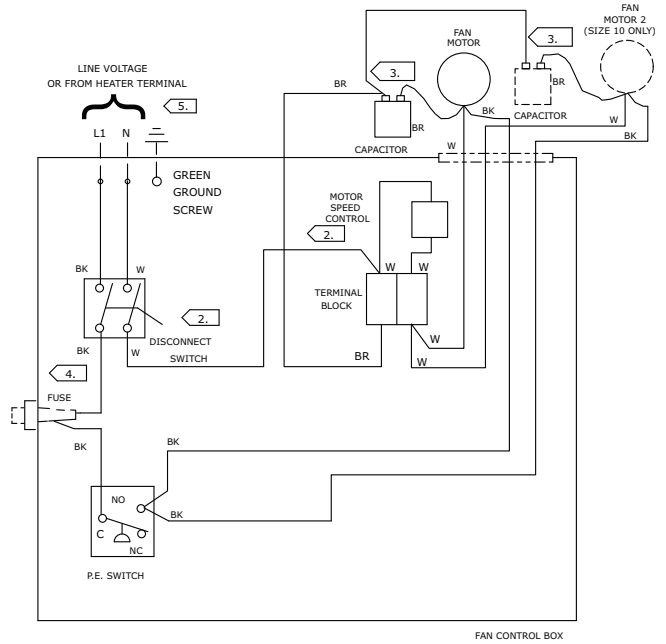 FAN
MOTOR 2
(SIZE 10 ONLY)
FAN
MOTOR
3.
3.
LINE VOLTAGE
OR FROM HEATER TERMINAL
5.
BR
BK
BR
BR
CAPACITOR
CAPACITOR
W
BK
L1
N
W
GREEN
GROUND
SCREW
MOTOR
SPEED
CONTROL
2.
BK
W
W
W
TERMINAL
BLOCK
2.
DISCONNECT
SWITCH
BK
W
BR
W
W
4.
FUSE
BK
BK
NO
BK
C
NC
P.E. SWITCH
FAN CONTROL BOX